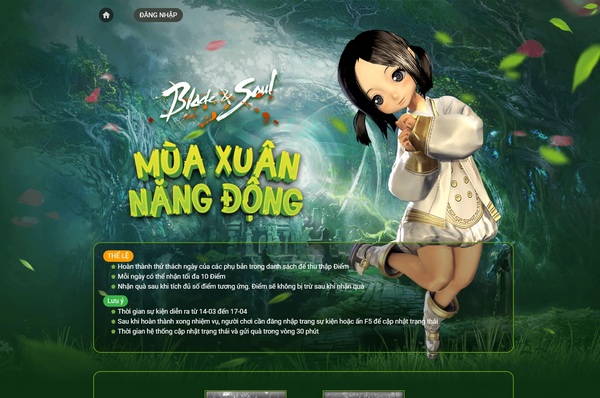 ĐĂNG NHẬP
Blade & Soul
MÙA XUÂN
NĂNG ĐỘNG
THỂ LỆ
Hoàn thành thử thách ngày của các phụ bản trong danh sách để thu thập Điểm
Mỗi ngày có thể nhận tối đa 10 Điểm
Nhận quà sau khi tích đủ số điểm tương ứng. Điểm sẽ không bị trừ sau khi nhận quà
Lưu ý
Thời gian sự kiện diễn ra từ 14-03 đến 17-04
Sau khi hoàn thành xong nhiệm vụ, người chơi cần đăng nhập trang sự kiện hoặc ấn F5 để cập nhật trạng thái
Thời gian hệ thống cập nhật trạng thái và gửi quà trong vòng 30 phút